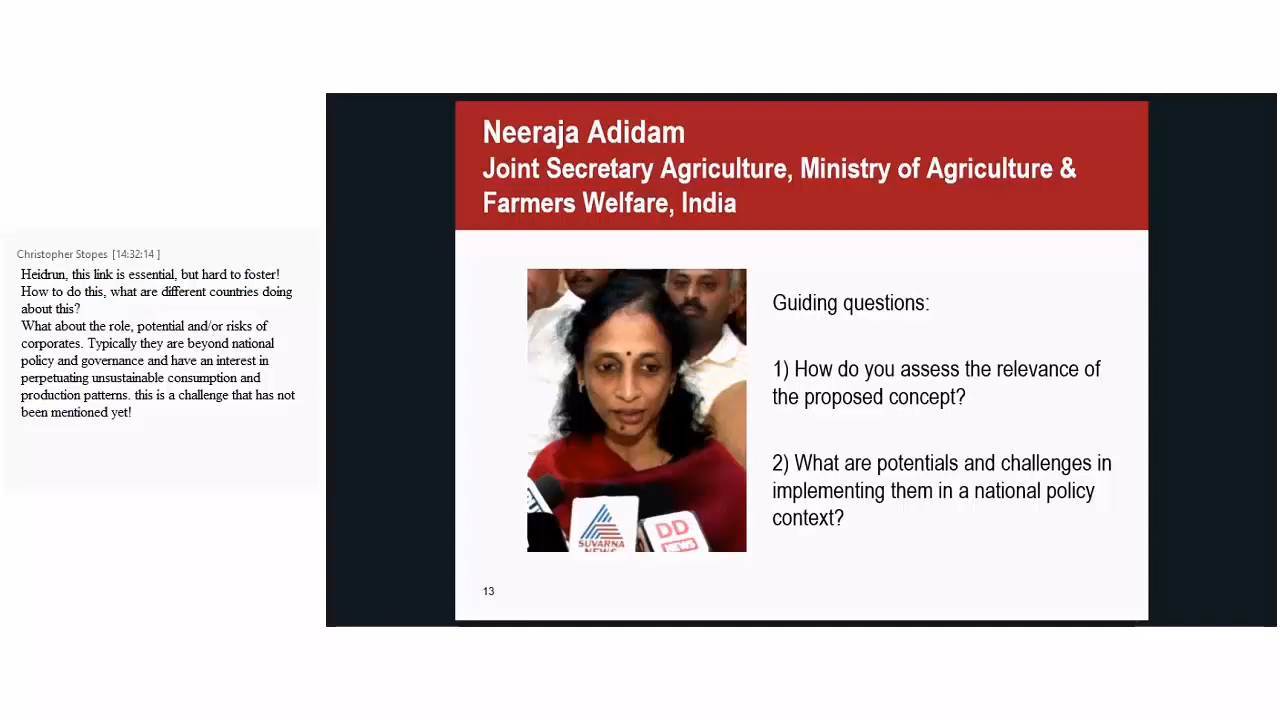 Christopher Stopes [14:32:14 ]
Heidrun, this link is essential, but hard to foster!
How to do this, what are different countries doing
about this?
What about the role, potential and/or risks of
corporates. Typically they are beyond national
policy and governance and have an interest in
perpetuating unsustainable consumption and
production patterns. this is a challenge that has not
been mentioned yet!
Neeraja Adidam
Joint Secretary Agriculture, Ministry of Agriculture &
Farmers Welfare, India
Guiding questions:
1) How do you assess the relevance of
the proposed concept?
2) What are potentials and challenges in
implementing them in a national policy
context?
SUVARNA
NEWS
DD
NEWS
13